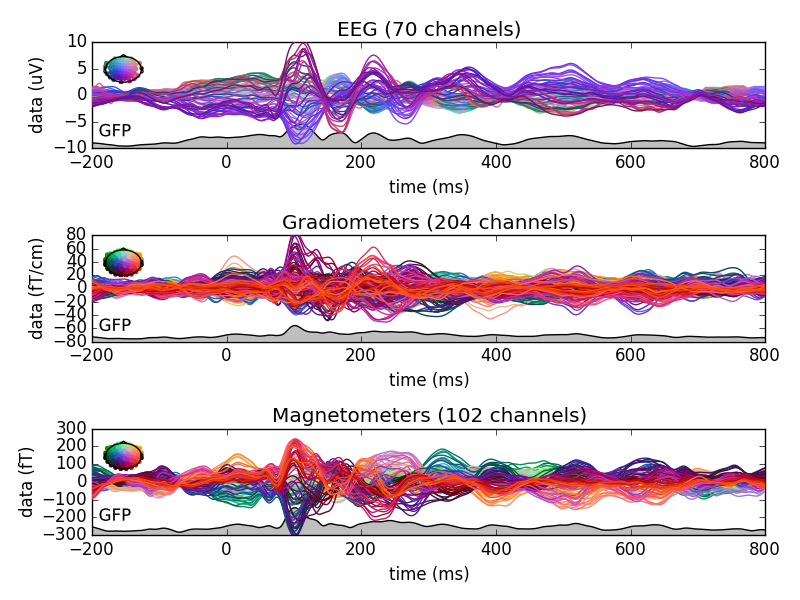 EEG (70 channels)
data (uV)
10
5
0
−5
−10
GFP
−200 0 200 400 600 800
time (ms)
Gradiometers (204 channels)
data (fT/cm)
80
60
40
20
0
−20
−40
−60
−80
GFP
−200 0 200 400 600 800
time (ms)
Magnetometers (102 channels)
data (fT)
300
200
100
0
−100
−200
−300
GFP
−200 0 200 400 600 800
time (ms)